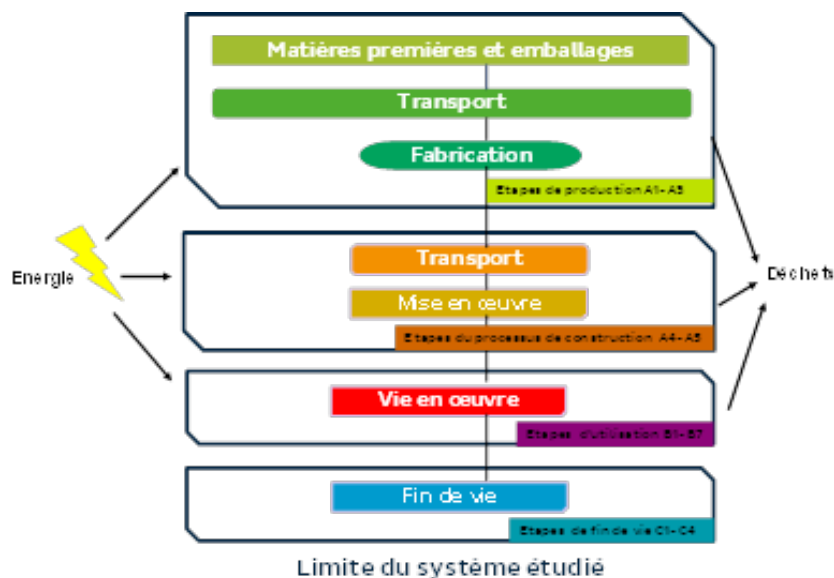 Matières premières et emballages
Transport
Fabrication
Etapes de production A1-A3
Energie
Transport
Déchets
Mise en œuvre
Etapes du processus de construction A4-A5
Vie en œuvre
Etapes d'utilisation B1-B7
Fin de vie
Etapes de fin de vie C1-C4
Limite du système étudié